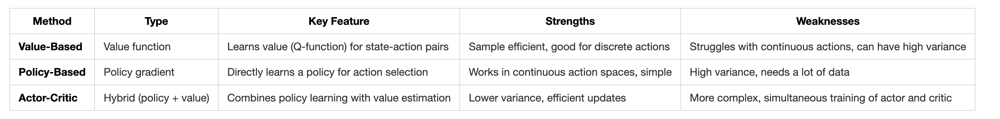 Method Type Key Feature Strengths Weaknesses
Value-Based Value function Learns value (Q-function) for state-action pairs Sample efficient, good for discrete actions Struggles with continuous actions, can have high variance
Policy-Based Policy gradient Directly learns a policy for action selection Works in continuous action spaces, simple High variance, needs a lot of data
Actor-Critic Hybrid (policy + value) Combines policy learning with value estimation Lower variance, efficient updates More complex, simultaneous training of actor and critic